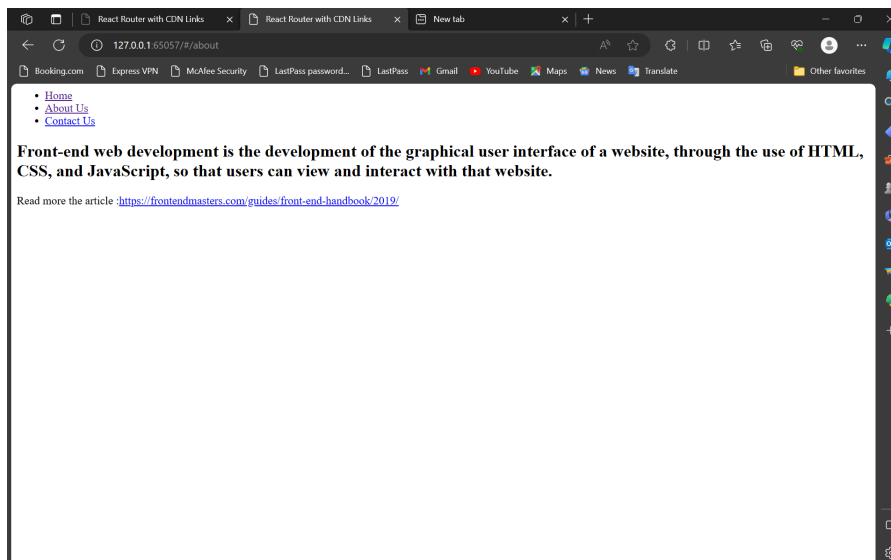 React Router with CDN Links
React Router with CDN Links
New tab
127.0.0.1:65057/#/about
Booking.com Express VPN McAfee Security LastPass password... LastPass Gmail YouTube Maps News Translate Other favorites
Home
About Us
Contact Us
Front-end web development is the development of the graphical user interface of a website, through the use of HTML,
CSS, and JavaScript, so that users can view and interact with that website.
Read more the article :https://frontendmasters.com/guides/front-end-handbook/2019/